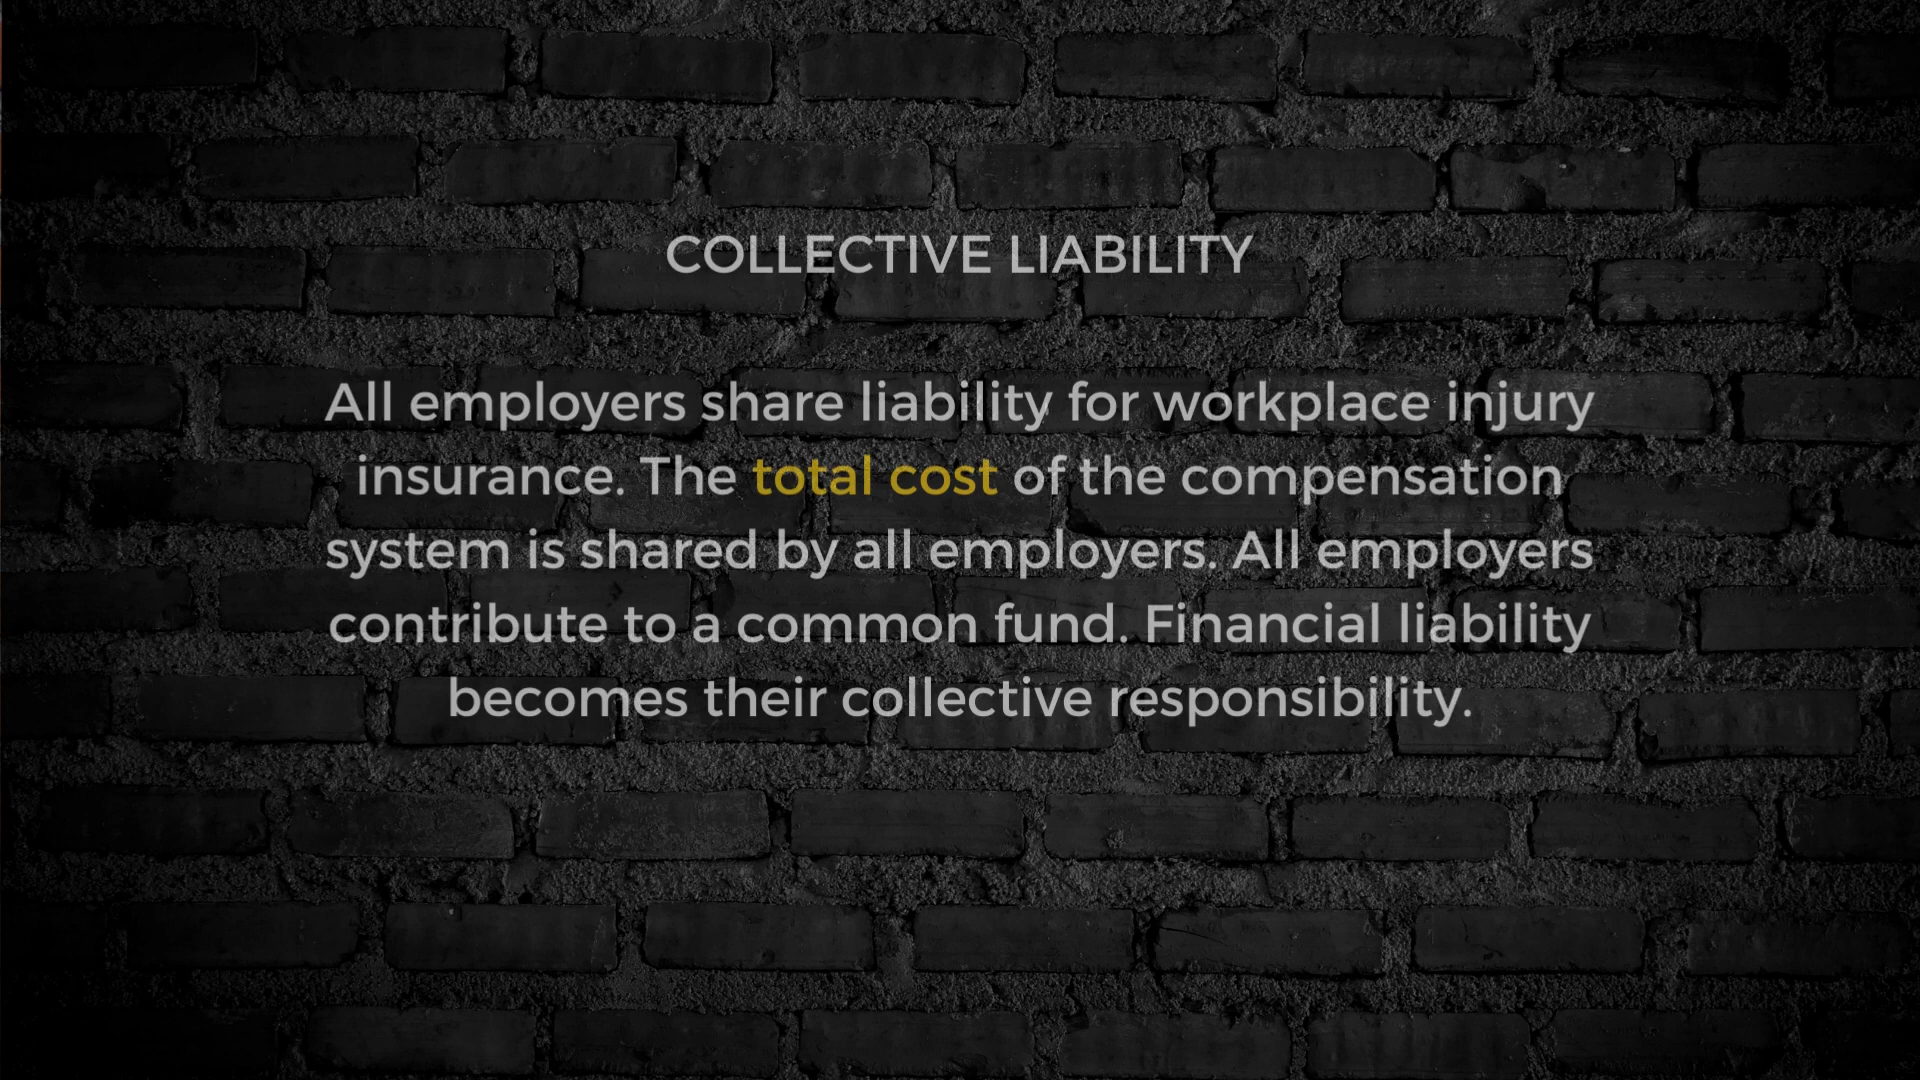 COLLECTIVE LIABILITY
All employers share liability for workplace injury
insurance. The total cost of the compensation
system is shared by all employers. All employers
contribute to a common fund. Financial liability
becomes their collective responsibility.